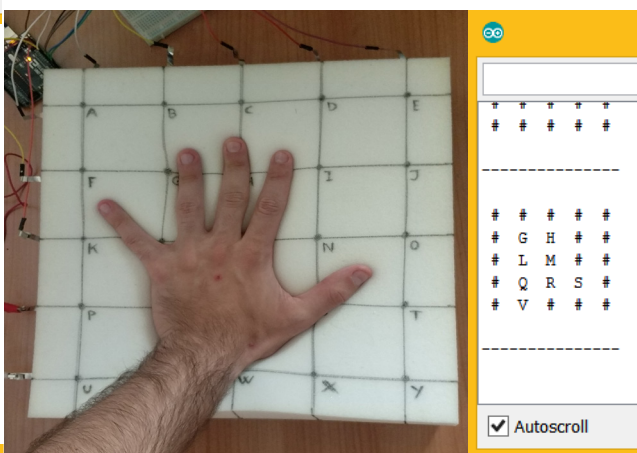 A B C D E
F I J
K N O
P T
U W X Y
# # # # #
# # # # #
---------------
# # # # #
# G H # #
# L M # #
# Q R S #
# V # # #
---------------
Autoscroll